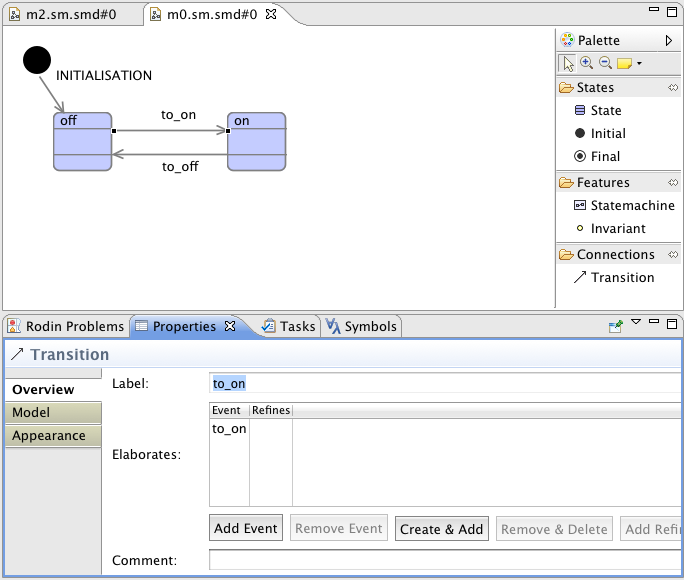 m2.sm.smd#0 m0.sm.smd#0
INITIALISATION
off
to_on
on
to_off
Palette
States
State
Initial
Final
Features
Statemachine
Invariant
Connections
Transition
Rodin Problems Properties Tasks Symbols
Transition
Overview
Model
Appearance
Label: to_on
Event Refines
to_on
Elaborates:
Add Event Remove Event Create & Add Remove & Delete Add Refi
Comment: